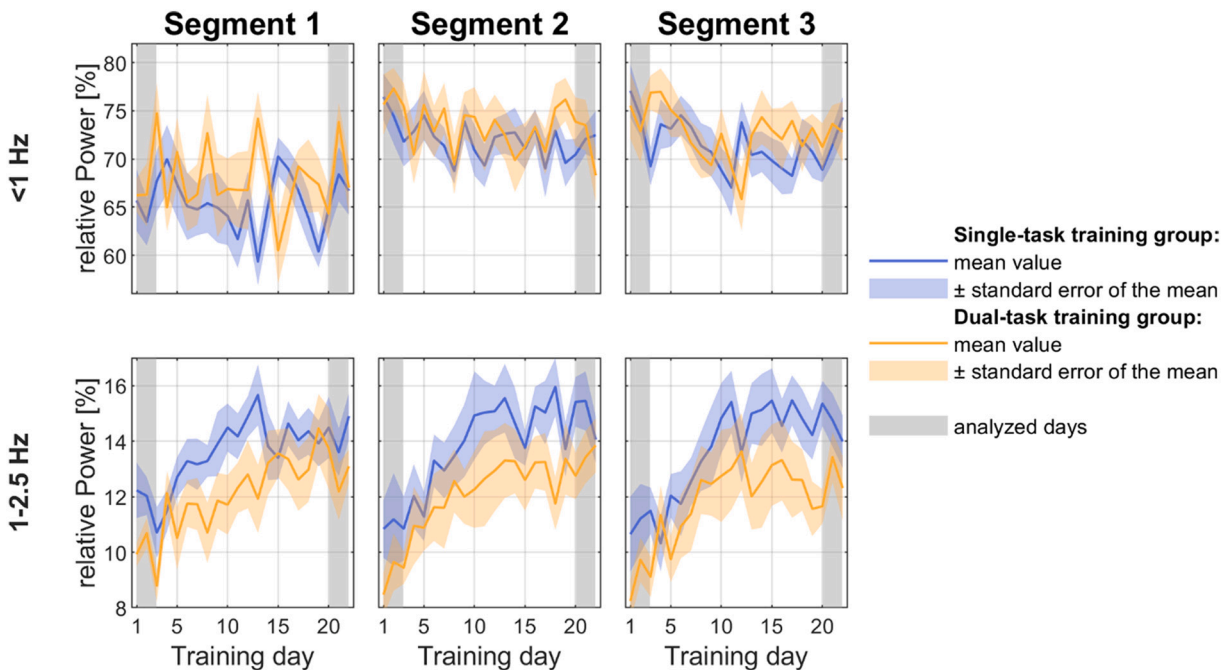 Segment 1
Segment 2
Segment 3
<1 Hz
relative Power [%]
80
75
70
65
60
1-2.5 Hz
relative Power [%]
16
14
12
10
8
1 5 10 15 20
1 5 10 15 20
1 5 10 15 20
Training day
Training day
Training day
Single-task training group:
mean value
± standard error of the mean
Dual-task training group:
mean value
± standard error of the mean
analyzed days